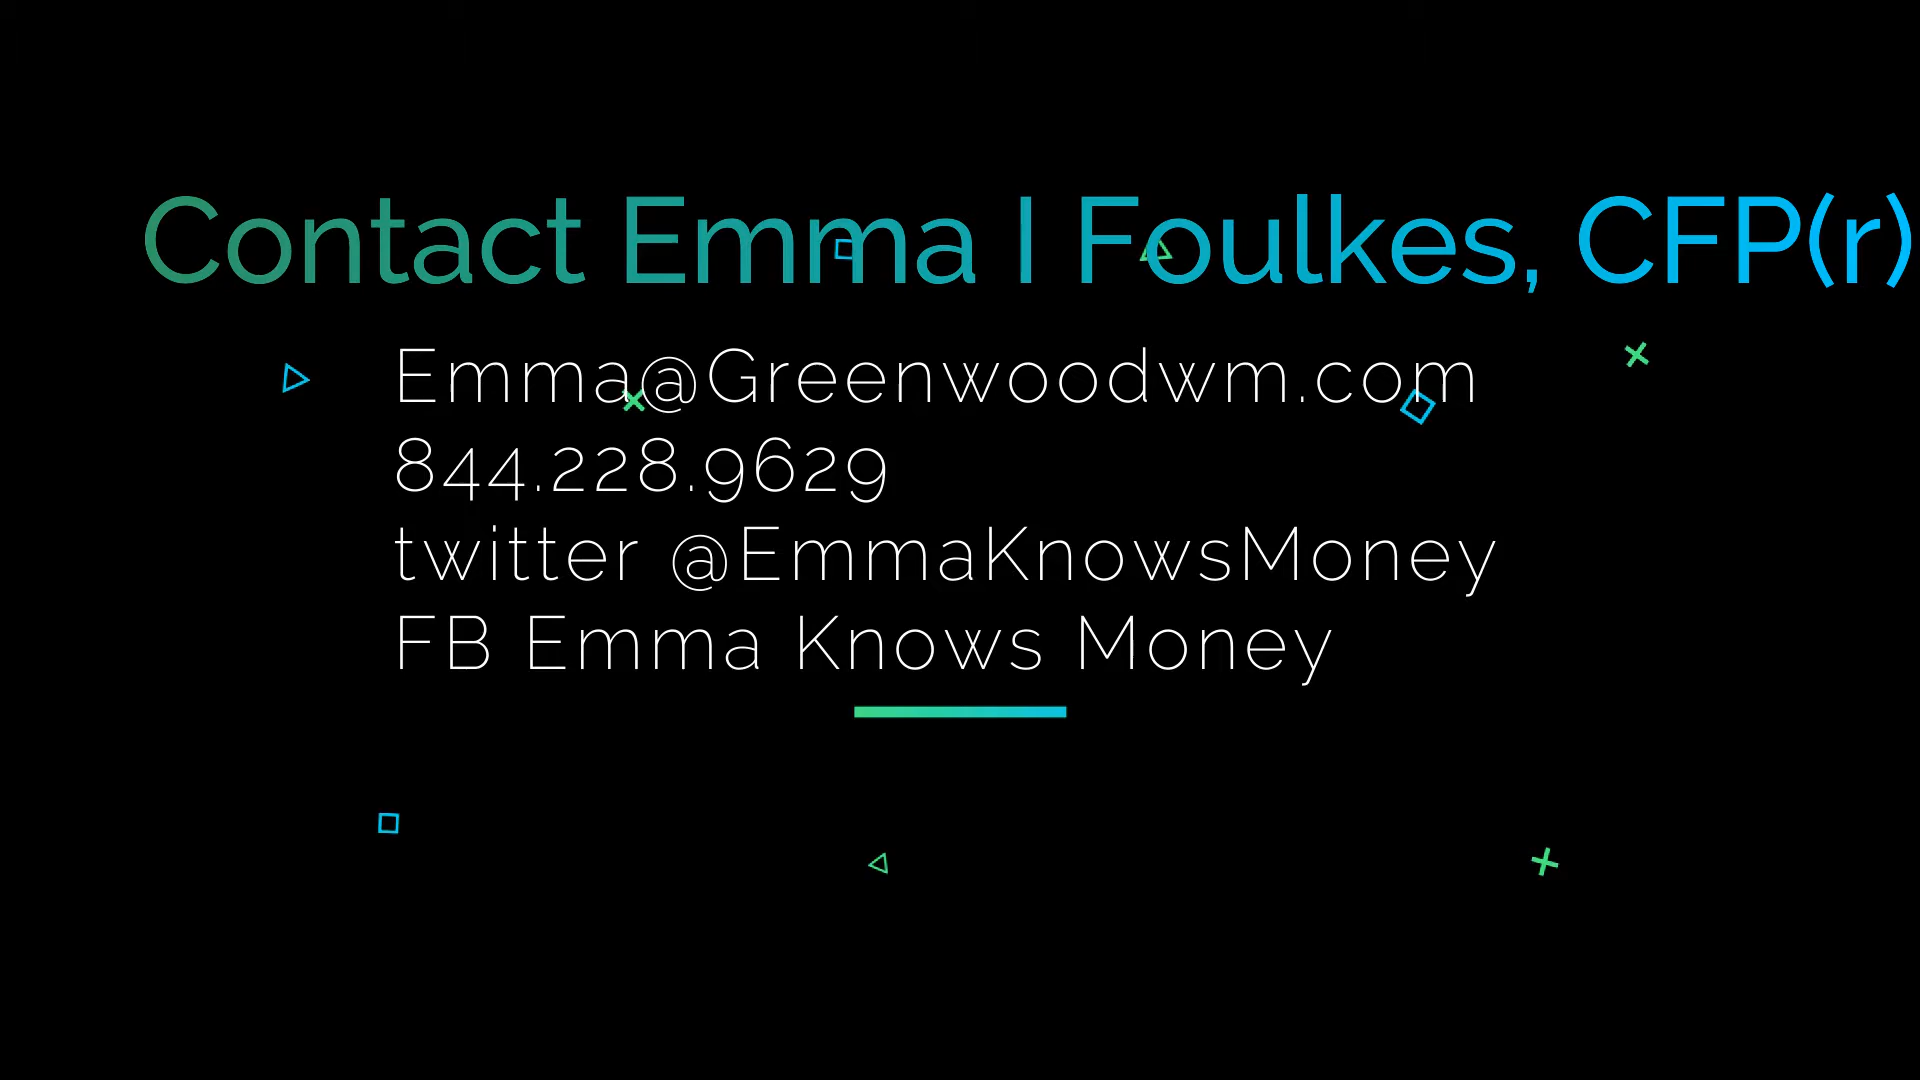 Contact Emma I Foulkes, CFP(r)
Emma@Greenwoodwm.com
844.228.9629
twitter @EmmaKnowsMoney
FB Emma Knows Money